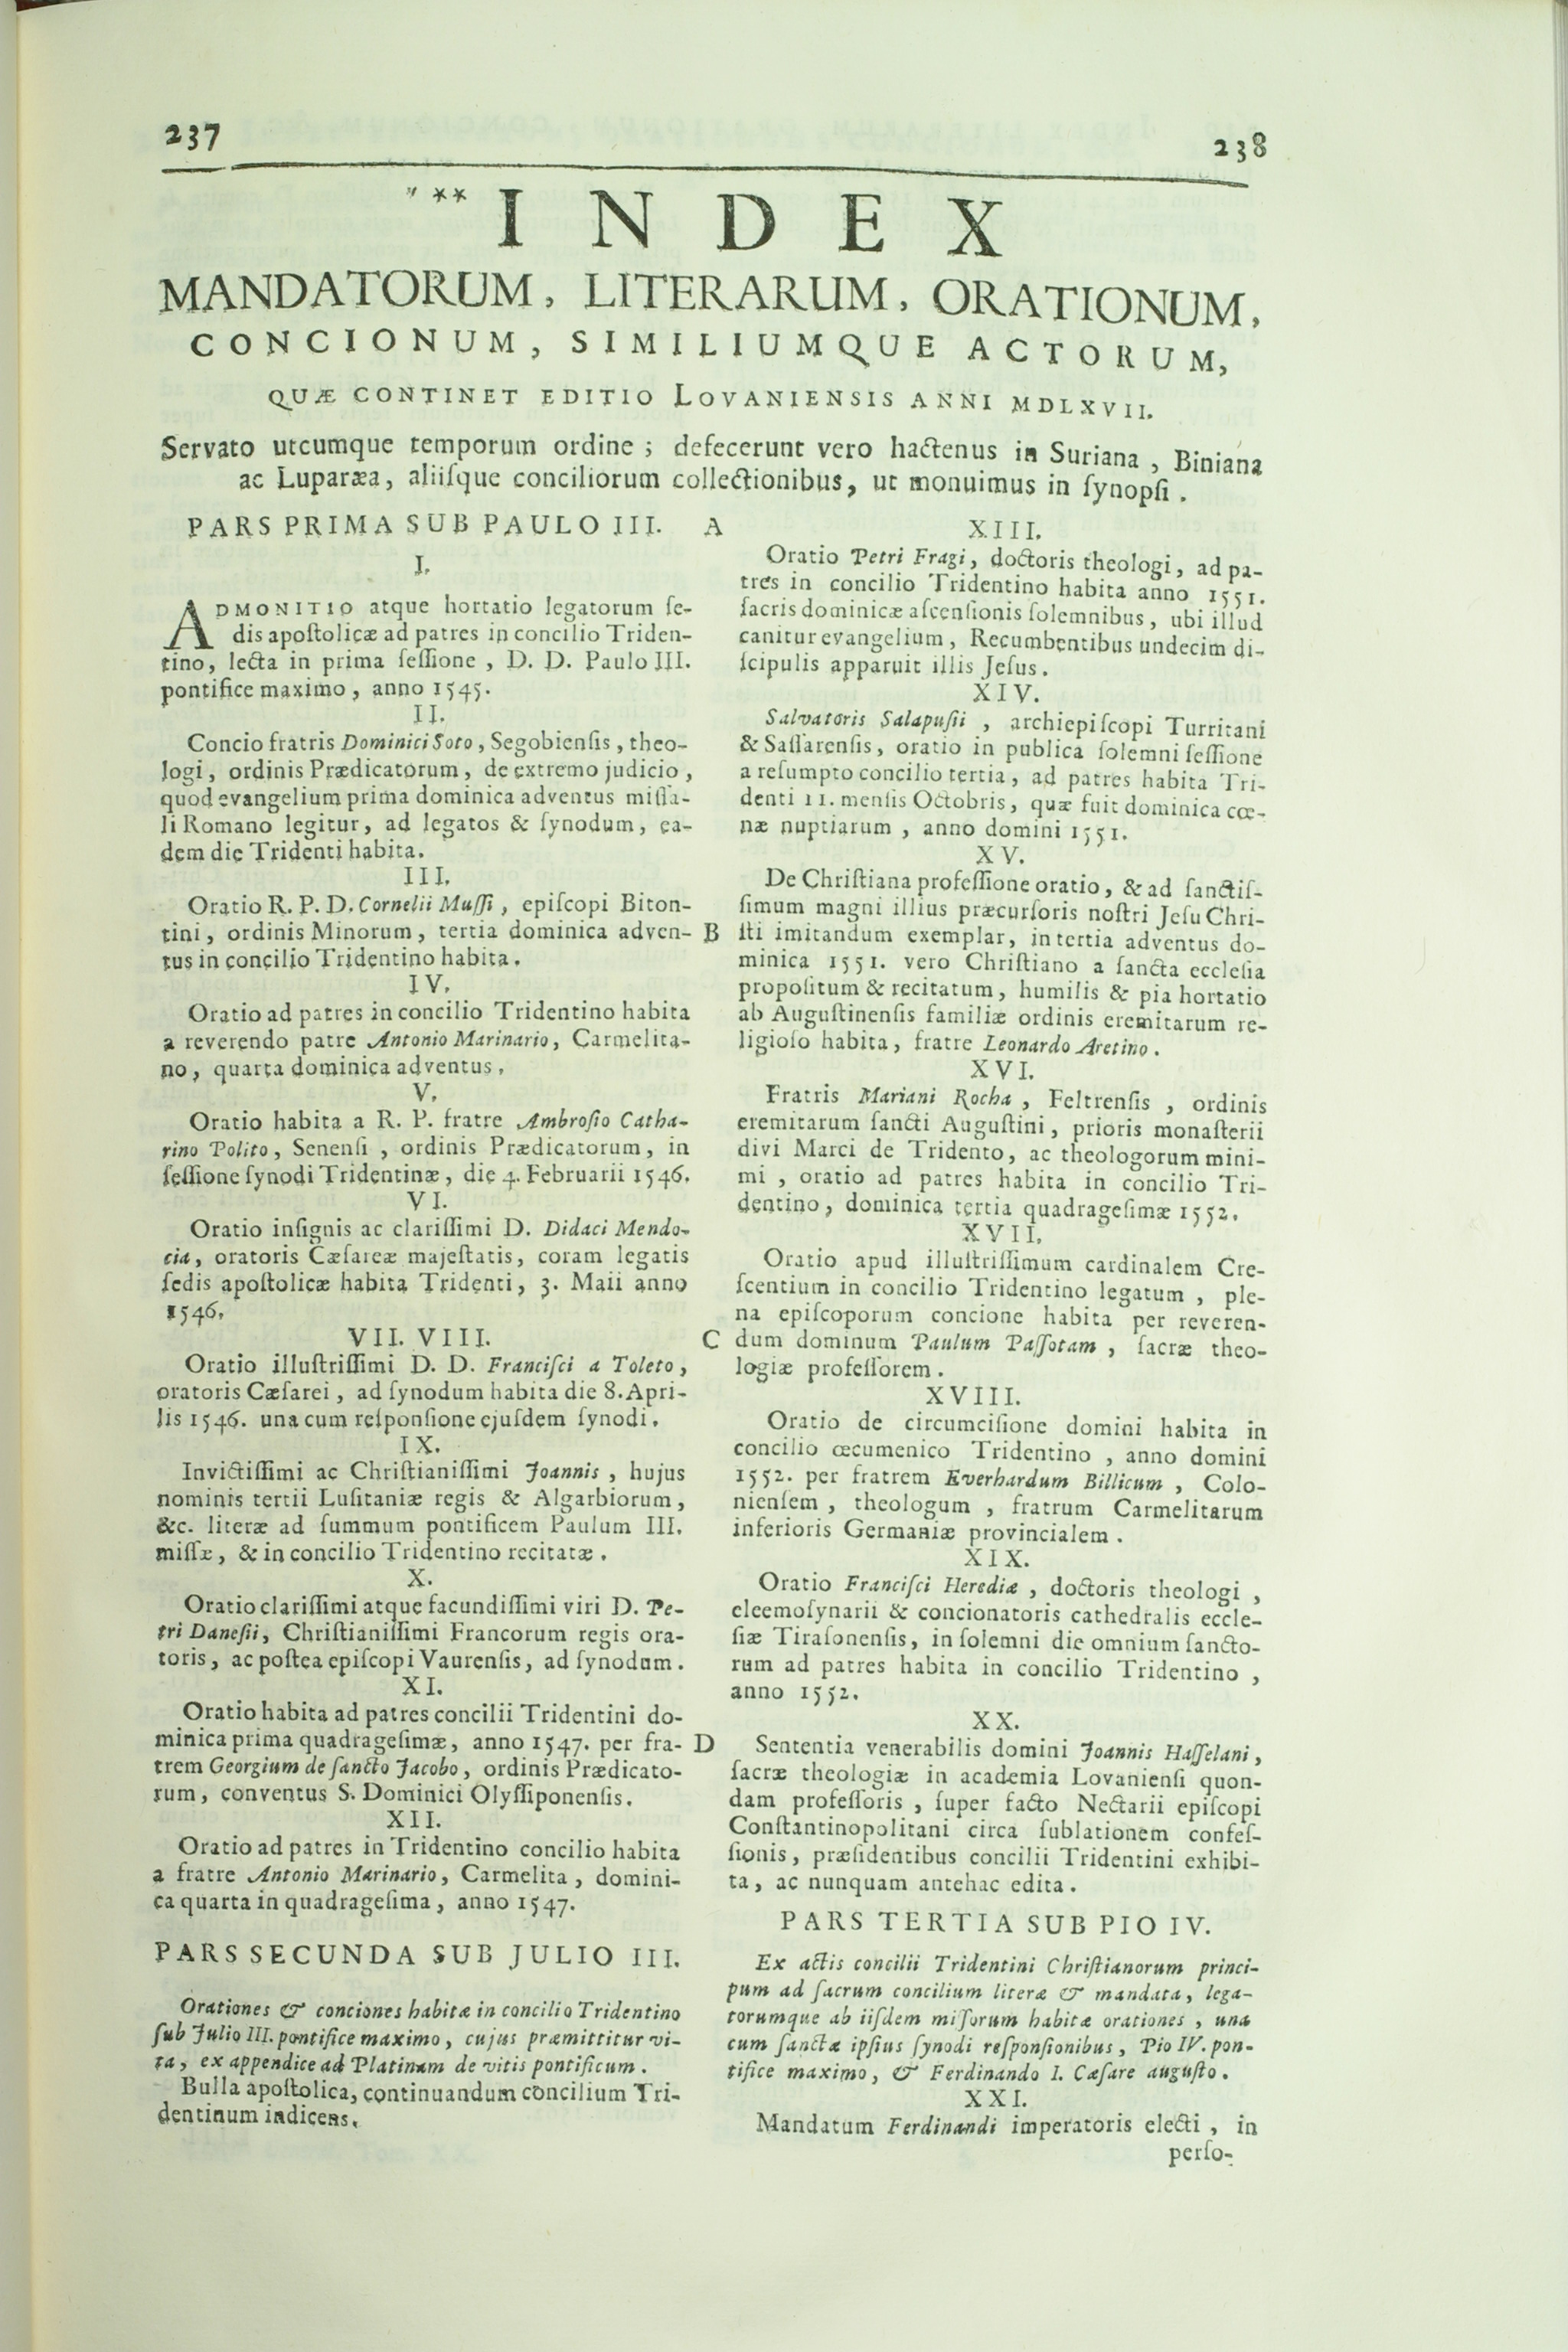 237
238
*** INDEX
MANDATORUM, LITERARUM, ORATIONUM,
CONCIONUM, SIMILIUMQUE ACTORUM,
QUÆ CONTINET EDITIO LOVANIENSIS ANNI MDLXVII.
Servato utcumque temporum ordine ; defecerunt vero hactenus in Suriana, Biniana
ac Luparæa, aliiſque conciliorum collectionibus, ut monuimus in ſynopſi.
PARS PRIMA SUB PAULO III.
I.
ADMONITIO atque hortatio legatorum ſe-
dis apoſtolicæ ad patres in concilio Triden-
tino, lecta in prima ſeſſione, D. D. Paulo III.
pontifice maximo, anno 1545.
II.
Concio fratris Dominici Soto, Segobienſis, theo-
logi, ordinis Prædicatorum, de extremo judicio,
quod evangelium prima dominica adventus miſſa-
li Romano legitur, ad legatos & ſynodum, ea-
dem die Tridenti habita.
III.
Oratio R. P. D. Cornelii Muſſi, epiſcopi Biton-
tini, ordinis Minorum, tertia dominica adven-
tus in concilio Tridentino habita.
IV.
Oratio ad patres in concilio Tridentino habita
a reverendo patre Antonio Marinario, Carmelita-
no, quarta dominica adventus.
V.
Oratio habita a R. P. fratre Ambroſio Catha-
rino Polito, Senenſi, ordinis Prædicatorum, in
ſeſſione ſynodi Tridentinæ, die 4. Februarii 1546.
VI.
Oratio inſignis ac clariſſimi D. Didaci Mendo-
cia, oratoris Cæſareæ majeſtatis, coram legatis
ſedis apoſtolicæ habita Tridenti, 3. Maii anno
1546.
VII. VIII.
Oratio illuſtriſſimi D. D. Franciſci a Toleto,
oratoris Cæſarei, ad ſynodum habita die 8. Apri-
lis 1546. una cum reſponſione ejuſdem ſynodi.
IX.
Invictiſſimi ac Chriſtianiſſimi Joannis, hujus
nominis tertii Luſitaniæ regis & Algarbiorum,
&c. literæ ad ſummum pontificem Paulum III.
miſſæ, & in concilio Tridentino recitatæ.
X.
Oratio clariſſimi atque facundiſſimi viri D. Pe-
tri Daneſii, Chriſtianiſſimi Francorum regis ora-
toris, ac poſtea epiſcopi Vaurenſis, ad ſynodum.
XI.
Oratio habita ad patres concilii Tridentini do-
minica prima quadrageſimæ, anno 1547. per fra-
trem Georgium de ſancto Jacobo, ordinis Prædicato-
rum, conventus S. Dominici Olyſſiponenſis.
XII.
Oratio ad patres in Tridentino concilio habita
a fratre Antonio Marinario, Carmelita, domini-
ca quarta in quadrageſima, anno 1547.
PARS SECUNDA SUB JULIO III.
Orationes & conciones habitæ in concilio Tridentino
ſub Julio III. pontifice maximo, cujus præmittitur vi-
ta, ex appendice ad Platinam de vitis pontificum.
Bulla apoſtolica, continuandum concilium Tri-
dentinum indicens.
A
B
C
D
XIII.
Oratio Petri Fragi, doctoris theologi, ad pa-
tres in concilio Tridentino habita anno 1551.
ſacris dominicæ aſcenſionis ſolemnibus, ubi illud
canitur evangelium, Recumbentibus undecim di-
ſcipulis apparuit illis Jeſus.
XIV.
Salvatoris Salapuſii, archiepiſcopi Turritani
& Saſſarenſis, oratio in publica ſolemni ſeſſione
a reſumpto concilio tertia, ad patres habita Tri-
denti 11. menſis Octobris, quæ fuit dominica cœ-
næ nuptiarum, anno domini 1551.
XV.
De Chriſtiana profeſſione oratio, & ad ſanctiſ-
ſimum magni illius præcurſoris noſtri Jeſu Chri-
ſti imitandum exemplar, in tertia adventus do-
minica 1551. vero Chriſtiano a ſancta eccleſia
propoſitum & recitatum, humilis & pia hortatio
ab Auguſtinenſis familiæ ordinis eremitarum re-
ligioſo habita, fratre Leonardo Aretino.
XVI.
Fratris Mariani Rocha, Feltrenſis, ordinis
eremitarum ſancti Auguſtini, prioris monaſterii
divi Marci de Tridento, ac theologorum mini-
mi, oratio ad patres habita in concilio Tri-
dentino, dominica tertia quadrageſimæ 1552.
XVII.
Oratio apud illuſtriſſimum cardinalem Cre-
ſcentium in concilio Tridentino legatum, ple-
na epiſcoporum concione habita per reveren-
dum dominum Paulum Paſſotam, ſacræ theo-
logiæ profeſſorem.
XVIII.
Oratio de circumciſione domini habita in
concilio œcumenico Tridentino, anno domini
1552. per fratrem Everhardum Billicum, Colo-
nienſem, theologum, fratrum Carmelitarum
inferioris Germaniæ provincialem.
XIX.
Oratio Franciſci Herediæ, doctoris theologi,
eleemoſynarii & concionatoris cathedralis eccle-
ſiæ Tiraſonenſis, in ſolemni die omnium ſancto-
rum ad patres habita in concilio Tridentino,
anno 1552.
XX.
Sententia venerabilis domini Joannis Haſſelani,
ſacræ theologiæ in academia Lovanienſi quon-
dam profeſſoris, ſuper facto Nectarii epiſcopi
Conſtantinopolitani circa ſublationem confeſ-
ſionis, præſidentibus concilii Tridentini exhibi-
ta, ac nunquam antehac edita.
PARS TERTIA SUB PIO IV.
Ex actis concilii Tridentini Chriſtianorum princi-
pum ad ſacrum concilium literæ & mandata, lega-
torumque ab iiſdem miſſorum habitæ orationes, una
cum ſanctæ ipſius ſynodi reſponſionibus, Pio IV. pon-
tifice maximo, & Ferdinando I. Cæſare auguſto.
XXI.
Mandatum Ferdinandi imperatoris electi, in
perſo-